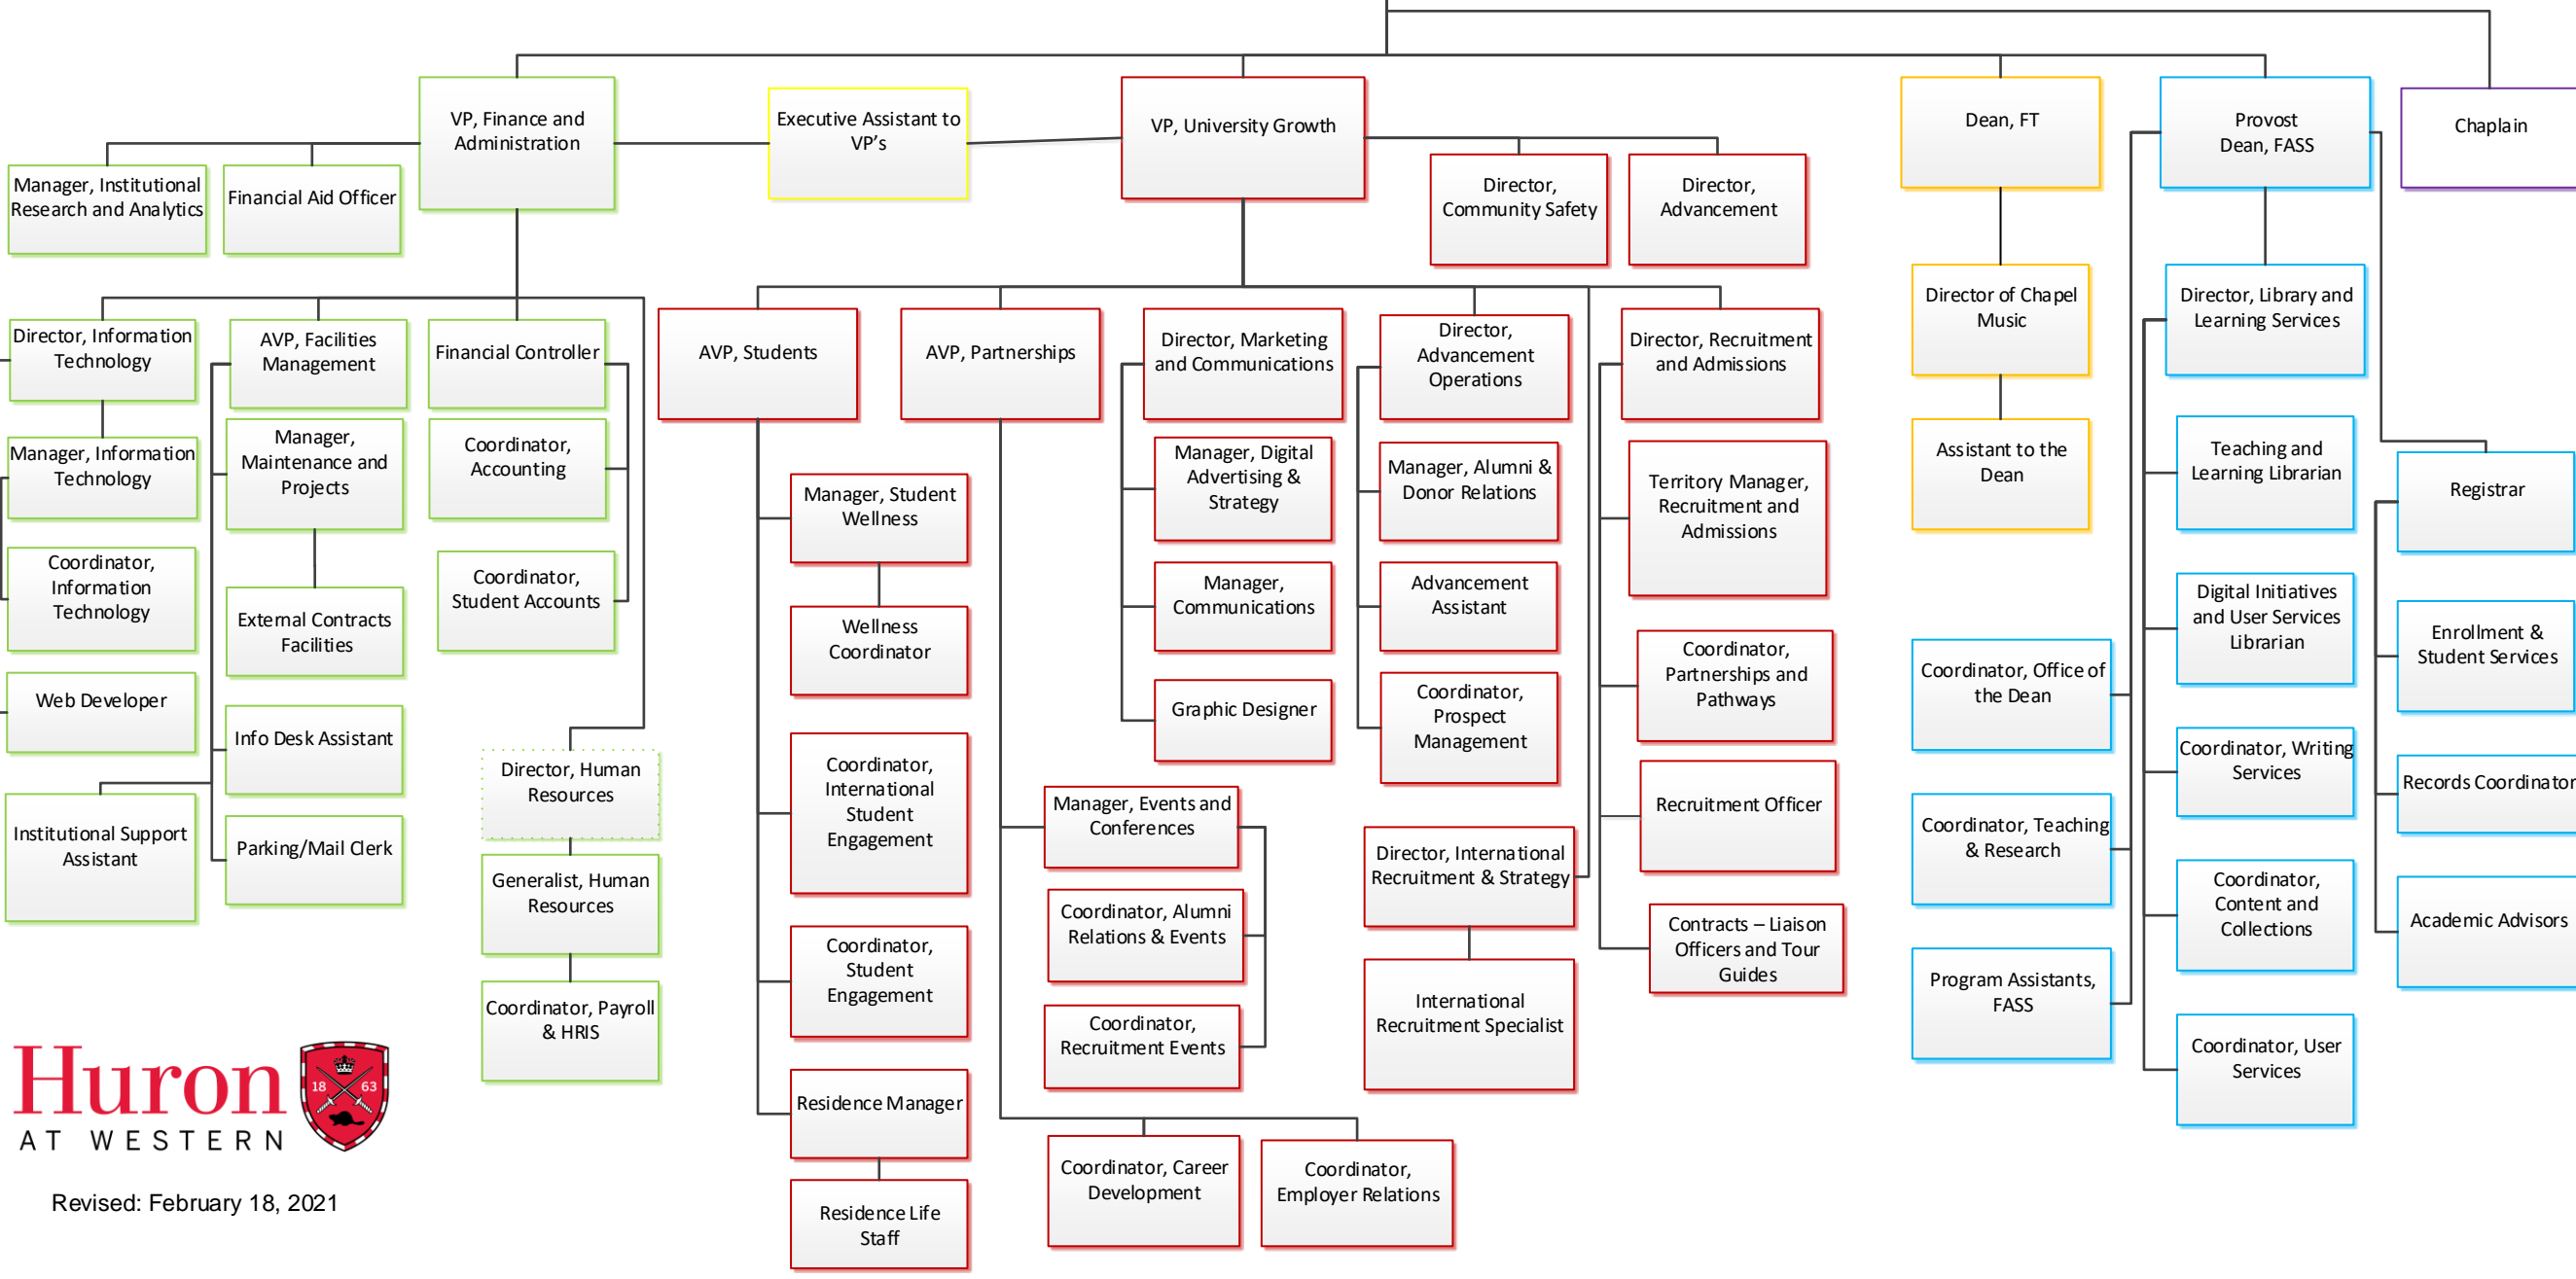 VP, Finance and
Administration
Executive Assistant to
VP’s
VP, University Growth
Dean, FT
Provost
Dean, FASS
Chaplain
Manager, Institutional
Research and Analytics
Financial Aid Officer
Director,
Community Safety
Director,
Advancement
Director, Information
Technology
AVP, Facilities
Management
Financial Controller
AVP, Students
AVP, Partnerships
Director, Marketing
and Communications
Director,
Advancement
Operations
Director, Recruitment
and Admissions
Director of Chapel
Music
Director, Library and
Learning Services
Manager, Information
Technology
Manager,
Maintenance and
Projects
Coordinator,
Accounting
Manager, Student
Wellness
Manager, Digital
Advertising &
Strategy
Manager, Alumni &
Donor Relations
Territory Manager,
Recruitment and
Admissions
Assistant to the
Dean
Teaching and
Learning Librarian
Registrar
Coordinator,
Information
Technology
External Contracts
Facilities
Coordinator,
Student Accounts
Wellness
Coordinator
Manager,
Communications
Advancement
Assistant
Coordinator,
Partnerships and
Pathways
Coordinator, Office of
the Dean
Digital Initiatives
and User Services
Librarian
Enrollment &
Student Services
Web Developer
Info Desk Assistant
Director, Human
Resources
Coordinator,
International
Student
Engagement
Graphic Designer
Coordinator,
Prospect
Management
Recruitment Officer
Coordinator, Teaching
& Research
Coordinator, Writing
Services
Records Coordinator
Institutional Support
Assistant
Parking/Mail Clerk
Generalist, Human
Resources
Manager, Events and
Conferences
Director, International
Recruitment & Strategy
Coordinator, Alumni
Relations & Events
Coordinator,
Student
Engagement
Contracts – Liaison
Officers and Tour
Guides
Program Assistants,
FASS
Coordinator,
Content and
Collections
Academic Advisors
Coordinator, Payroll
& HRIS
Coordinator,
Recruitment Events
International
Recruitment Specialist
Coordinator, User
Services
Residence Manager
Coordinator, Career
Development
Coordinator,
Employer Relations
Residence Life
Staff
Huron
AT WESTERN
18 63
Revised: February 18, 2021